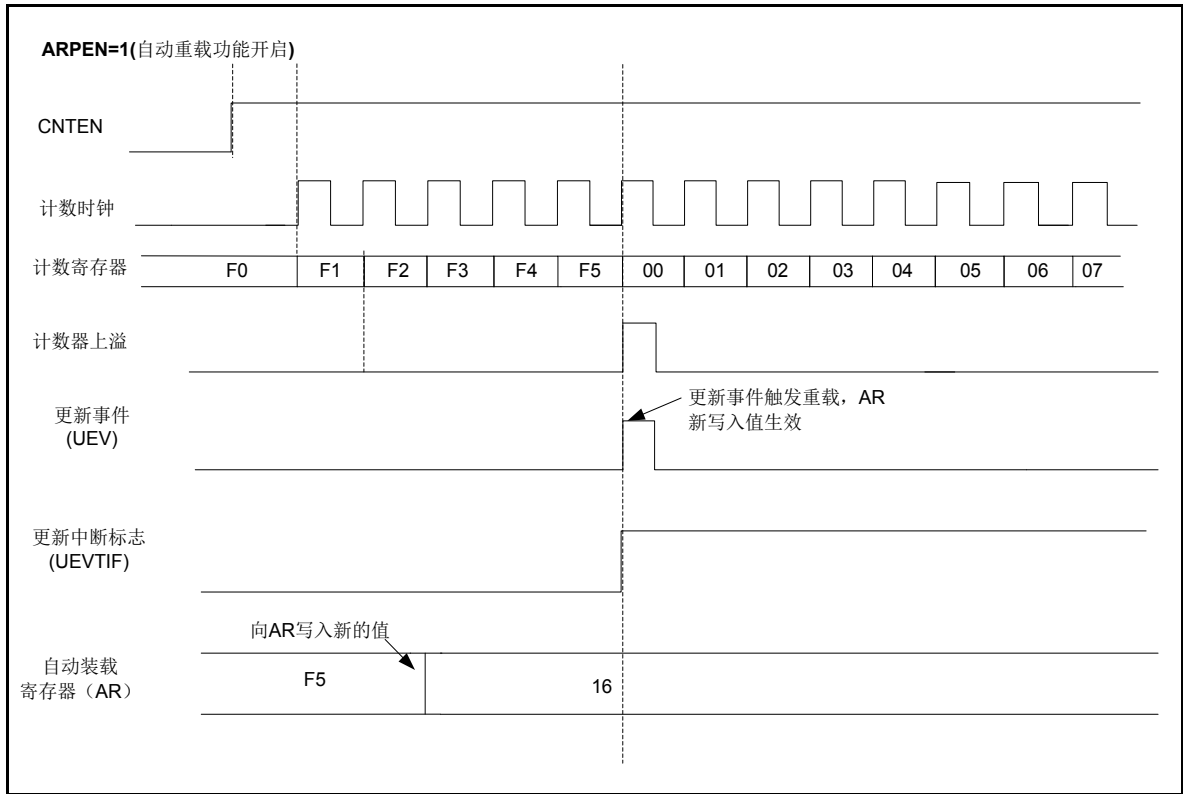 ARPEN=1(自动重载功能开启)
CNTEN
计数时钟
计数寄存器
F0 F1 F2 F3 F4 F5 00 01 02 03 04 05 06 07
计数器上溢
更新事件
(UEV)
更新事件触发重载，AR
新写入值生效
更新中断标志
(UEVTIF)
向AR写入新的值
自动装载
寄存器（AR）
F5 16